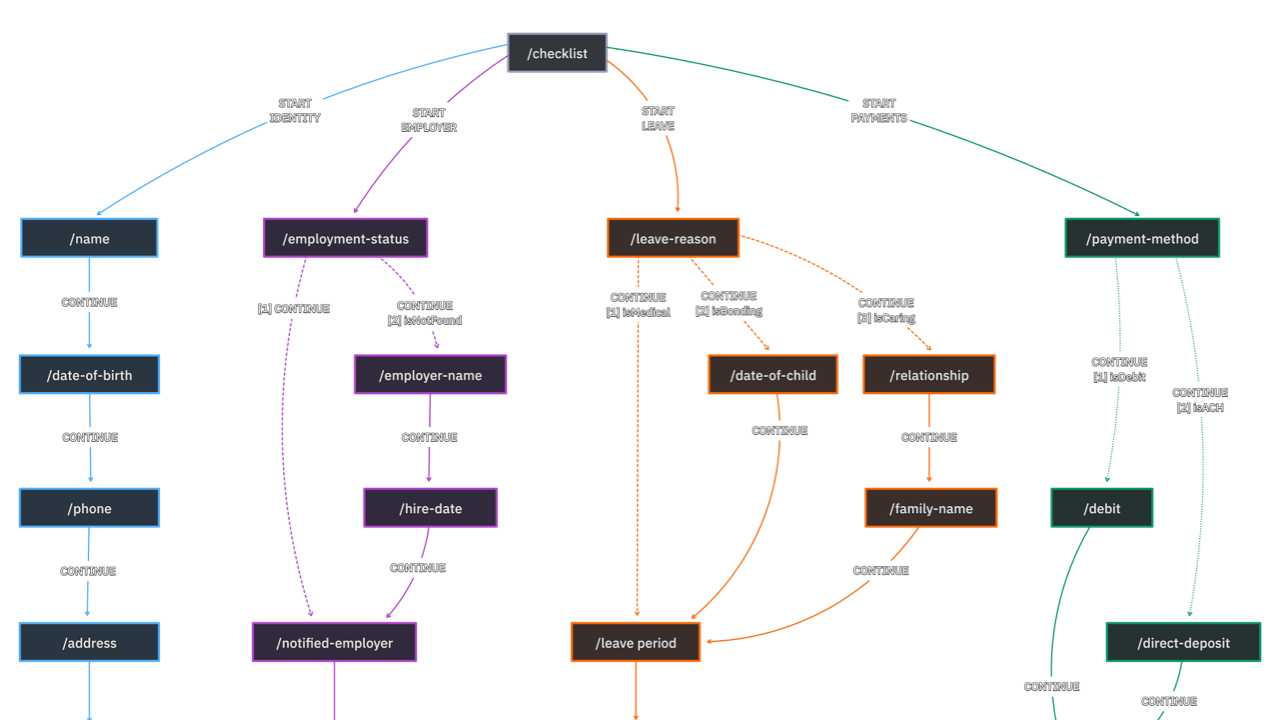 /checklist
START
IDENTITY
START
EMPLOYER
START
LEAVE
START
PAYMENTS
/name
/employment-status
/leave-reason
/payment-method
CONTINUE
[1] CONTINUE
CONTINUE
[2] isNotFound
CONTINUE
[1] isMedical
CONTINUE
[2] isBonding
CONTINUE
[3] isCaring
CONTINUE
[1] isDebit
CONTINUE
[2] isACH
/date-of-birth
/employer-name
/date-of-child
/relationship
CONTINUE
CONTINUE
CONTINUE
CONTINUE
/phone
/hire-date
/family-name
/debit
CONTINUE
CONTINUE
CONTINUE
/address
/notified-employer
/leave period
/direct-deposit
CONTINUE
CONTINUE